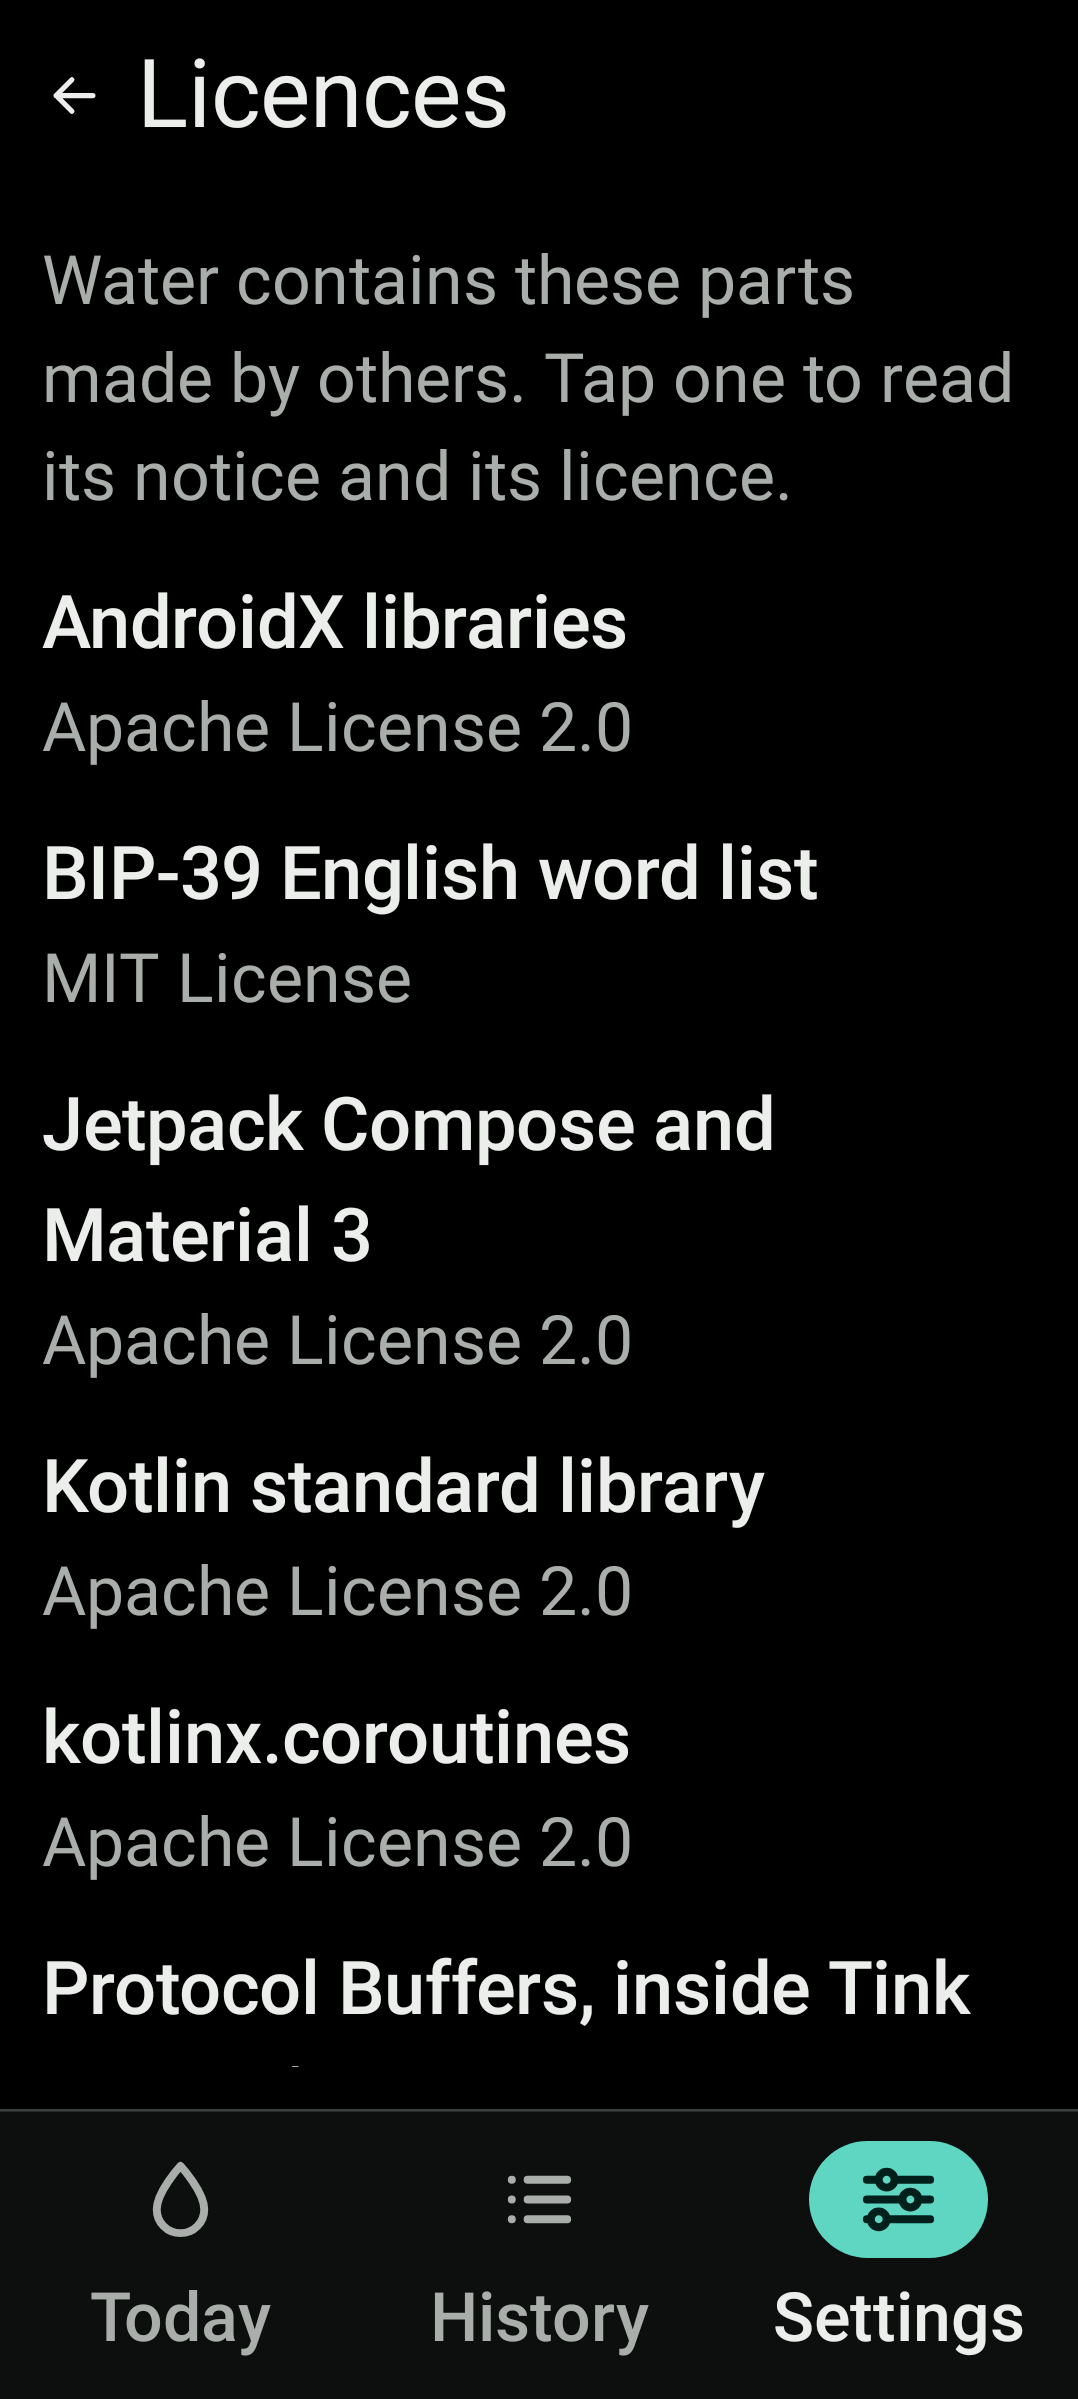 Licences
Water contains these parts
made by others. Tap one to read
its notice and its licence.
AndroidX libraries
Apache License 2.0
BIP-39 English word list
MIT License
Jetpack Compose and
Material 3
Apache License 2.0
Kotlin standard library
Apache License 2.0
kotlinx.coroutines
Apache License 2.0
Protocol Buffers, inside Tink
Today
History
Settings